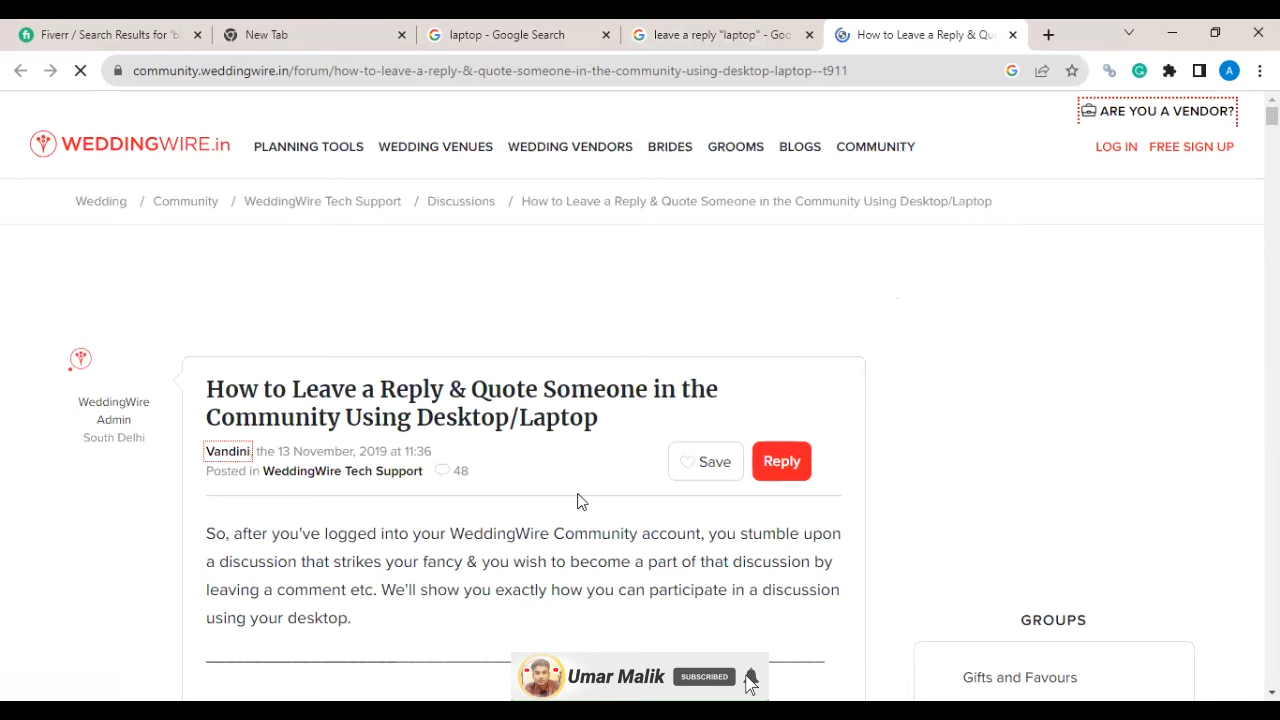 Fiverr / Search Results for 'b
New Tab
laptop - Google Search
leave a reply "laptop" - Goo
How to Leave a Reply & Quo
community.weddingwire.in/forum/how-to-leave-a-reply-&-quote-someone-in-the-community-using-desktop-laptop--t911
A
ARE YOU A VENDOR?
WEDDINGWIRE.in
PLANNING TOOLS WEDDING VENUES WEDDING VENDORS BRIDES GROOMS BLOGS COMMUNITY
LOG IN FREE SIGN UP
Wedding / Community / WeddingWire Tech Support / Discussions / How to Leave a Reply & Quote Someone in the Community Using Desktop/Laptop
WeddingWire
Admin
South Delhi
How to Leave a Reply & Quote Someone in the
Community Using Desktop/Laptop
Vandini, the 13 November, 2019 at 11:36
Posted in WeddingWire Tech Support 48
Save
Reply
So, after you've logged into your WeddingWire Community account, you stumble upon
a discussion that strikes your fancy & you wish to become a part of that discussion by
leaving a comment etc. We'll show you exactly how you can participate in a discussion
using your desktop.
GROUPS
Gifts and Favours
Umar Malik
SUBSCRIBED